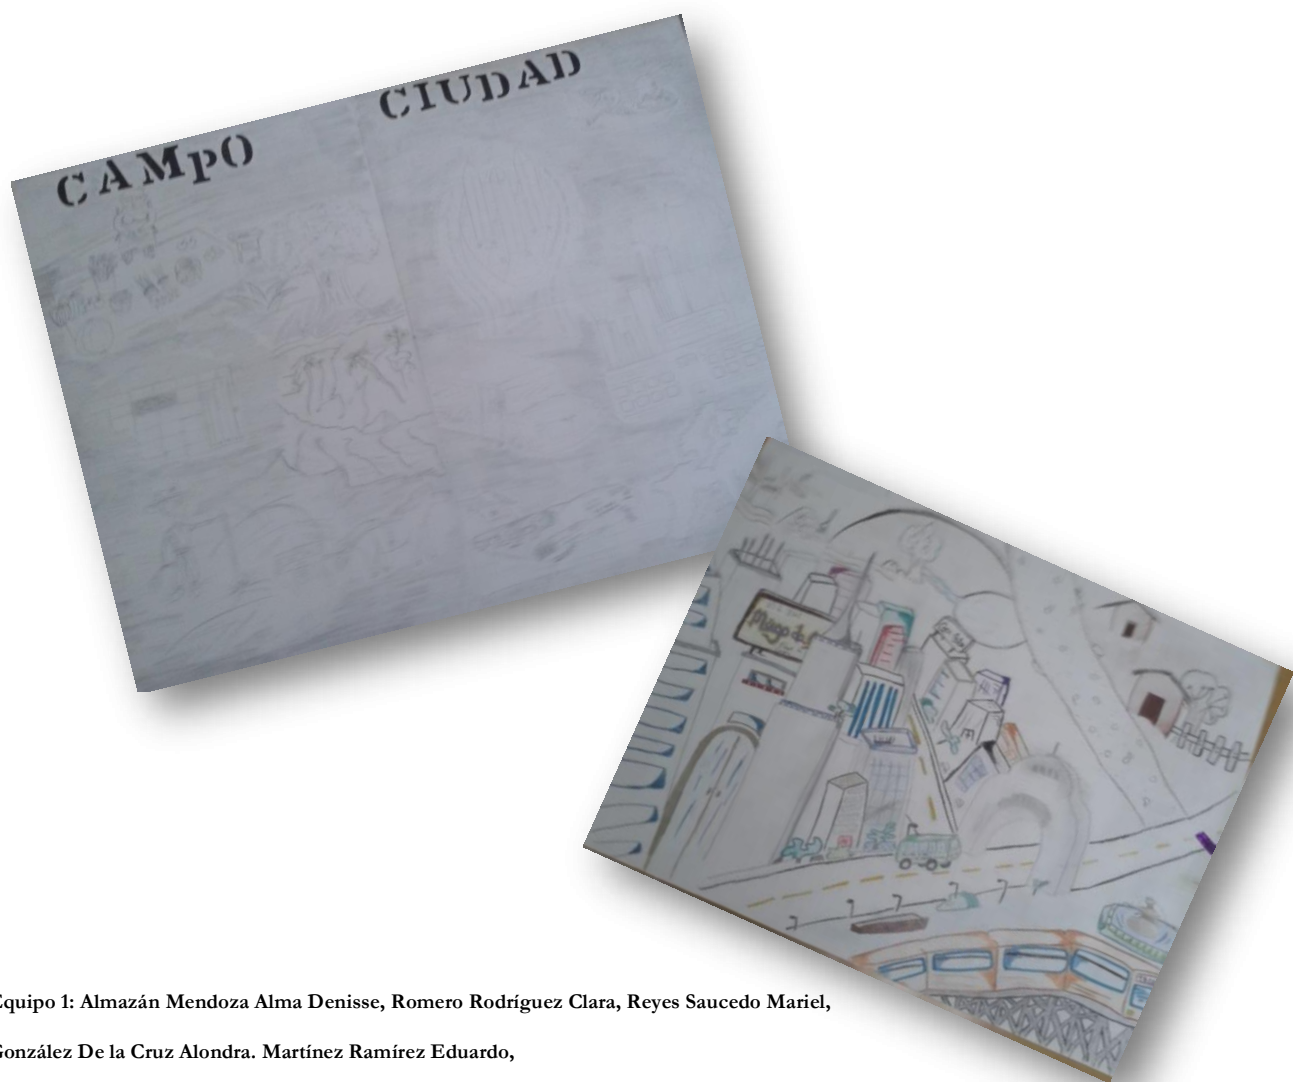 CAMPO
CIUDAD
Equipo 1: Almazán Mendoza Alma Denisse, Romero Rodríguez Clara, Reyes Saucedo Mariel,
González De la Cruz Alondra. Martínez Ramírez Eduardo,